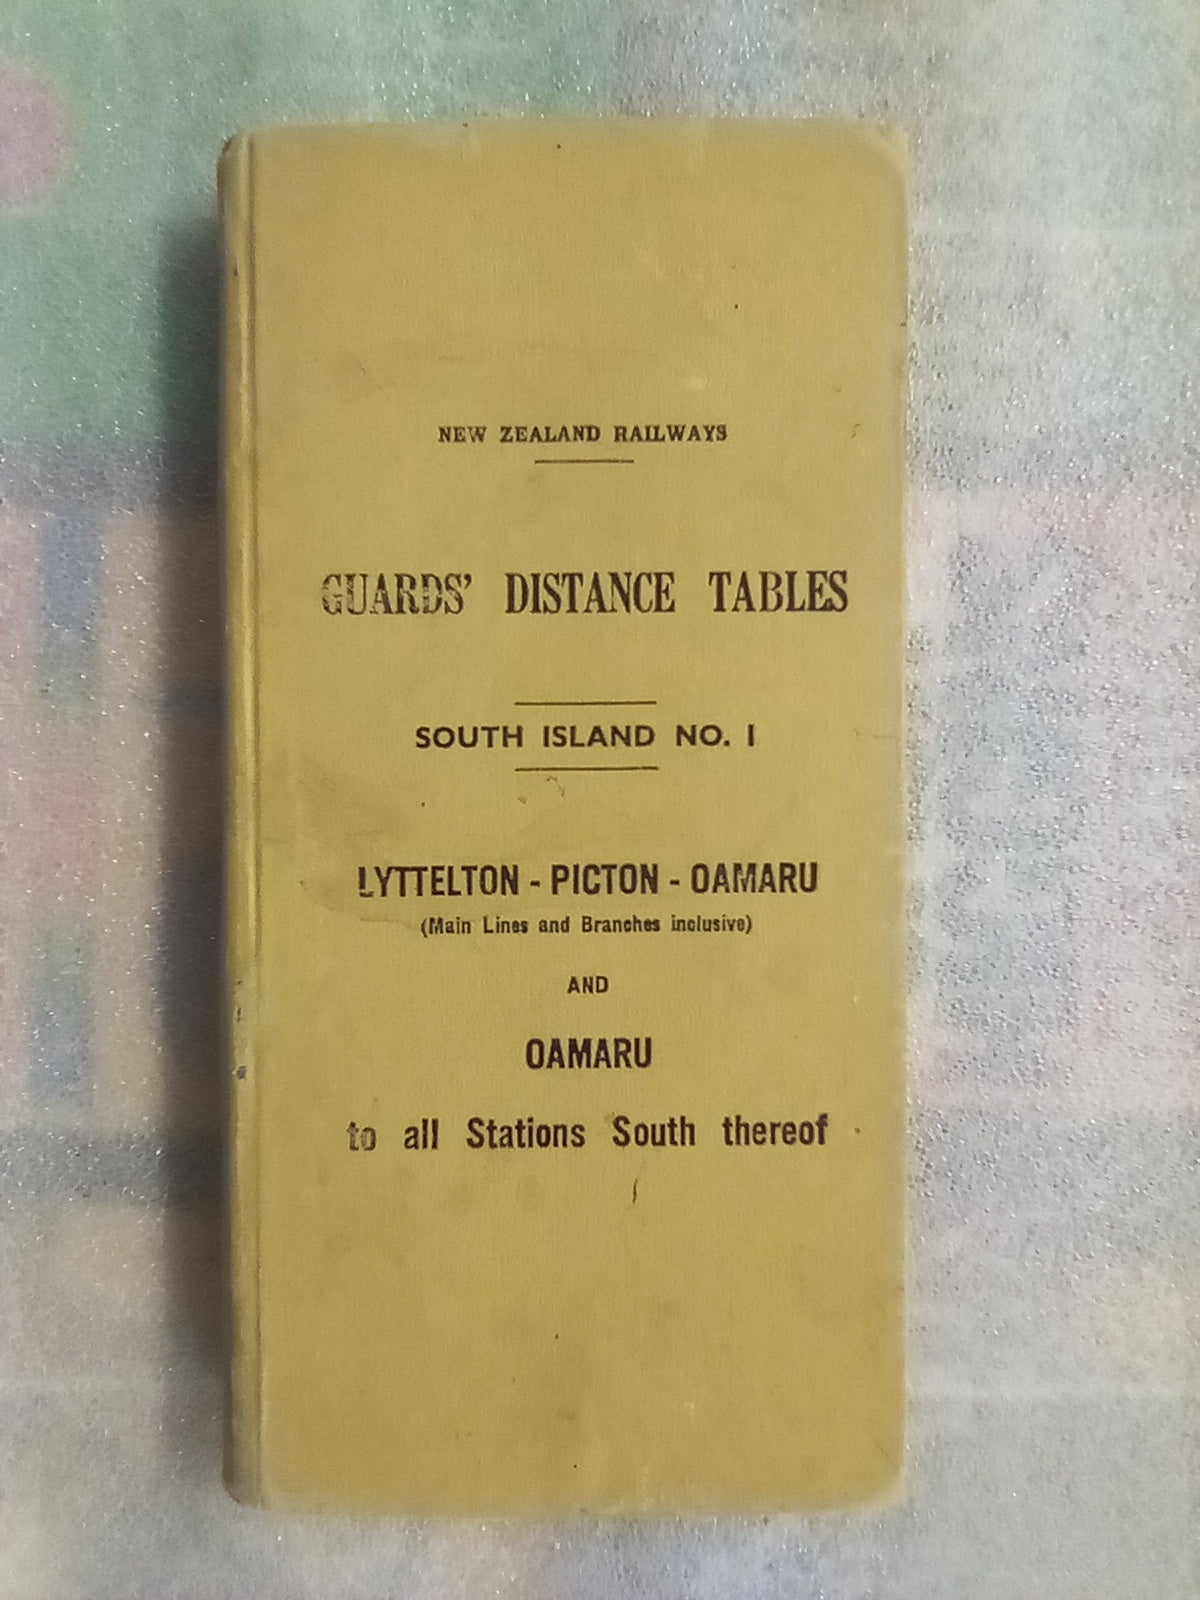 NEW ZEALAND RAILWAYS
GUARDS' DISTANCE TABLES
SOUTH ISLAND NO. 1
LYTTELTON - PICTON - OAMARU
(Main Lines and Branches inclusive)
AND
OAMARU
to all Stations South thereof